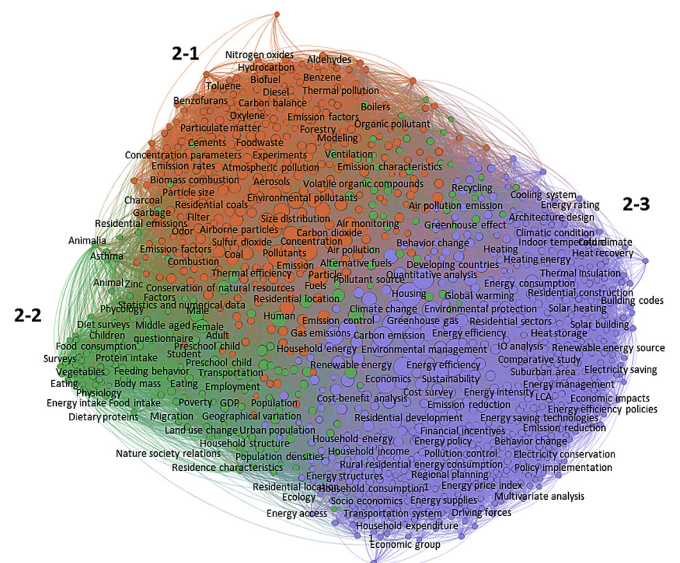 2-1
Nitrogen oxides
Aldehydes
Hydrocarbon
Biofuel
Benzene
Toluene
Diesel
Thermal pollution
Benzofurans
Carbon balance
Boilers
Oxylene
Emission factors
Organic pollutant
Particulate matter
Forestry
Modeling
Cements
Foodwaste
Concentration parameters
Experiments
Ventilation
Emission rates
Atmospheric pollution
Emission characteristics
Biomass combustion
Aerosols
Volatile organic compounds
Recycling
Particle size
Cooling system
Charcoal
Environmental pollutants
Energy rating
2-3
Residential coals
Air pollution emission
Garbage
Filter
Size distribution
Architecture design
Residential emissions
Air monitoring
Greenhouse effect
Odor
Airborne particles
Carbon dioxide
Climatic condition
Animalia
Sulfur dioxide
Concentration
Behavior change
Indoor temperature
Emission factors
Coal
Pollutants
Air pollution
Heating
Heat recovery
Asthma
Combustion
Emission
Alternative fuels
Developing countries
Heating energy
Thermal efficiency
Particle
Pollutant source
Quantitative analysis
Thermal insulation
Animal
Zinc
Conservation of natural resources
Fuels
Energy consumption
Factors
Residential location
Housing
Global warming
Residential construction
Statistics and numerical data
Building codes
Phycology
Male
Climate change
Environmental protection
Solar heating
2-2
Human
Emission control
Greenhouse gas
Residential sectors
Diet surveys
Middle aged
Female
Solar building
Children
questionnaire
Adult
Gas emissions
Carbon emission
Energy efficiency
Heat storage
Food consumption
Preschool child
Household energy
Environmental management
IO analysis
Renewable energy source
Surveys
Protein intake
Student
Comparative study
Vegetables
Feeding behavior
Preschool child
Transportation
Renewable energy
Energy efficiency
Suburban area
Electricity saving
Eating
Body mass
Eating
Employment
Economics
Sustainability
Energy management
Physiology
Cost-benefit analysis
Cost survey
Energy intensity
LCA
Economic impacts
Energy intake
Food intake
Poverty
GDP
Population
Emission reduction
Energy efficiency policies
Dietary proteins
Migration
Geographical variation
Residential development
Energy saving technologies
Land use change
Urban population
Financial incentives
Emission reduction
Household structure
Household energy
Energy policy
Behavior change
Nature society relations
Population densities
Household income
Pollution control
Electricity conservation
Residence characteristics
Rural residential energy consumption
Policy implementation
Energy structures
Regional planning
Residential location
Household consumption1
Energy price index
Ecology
Socio economics
Energy supplies
Multivariate analysis
Energy access
Transportation system
Driving forces
Household expenditure
1
Economic group